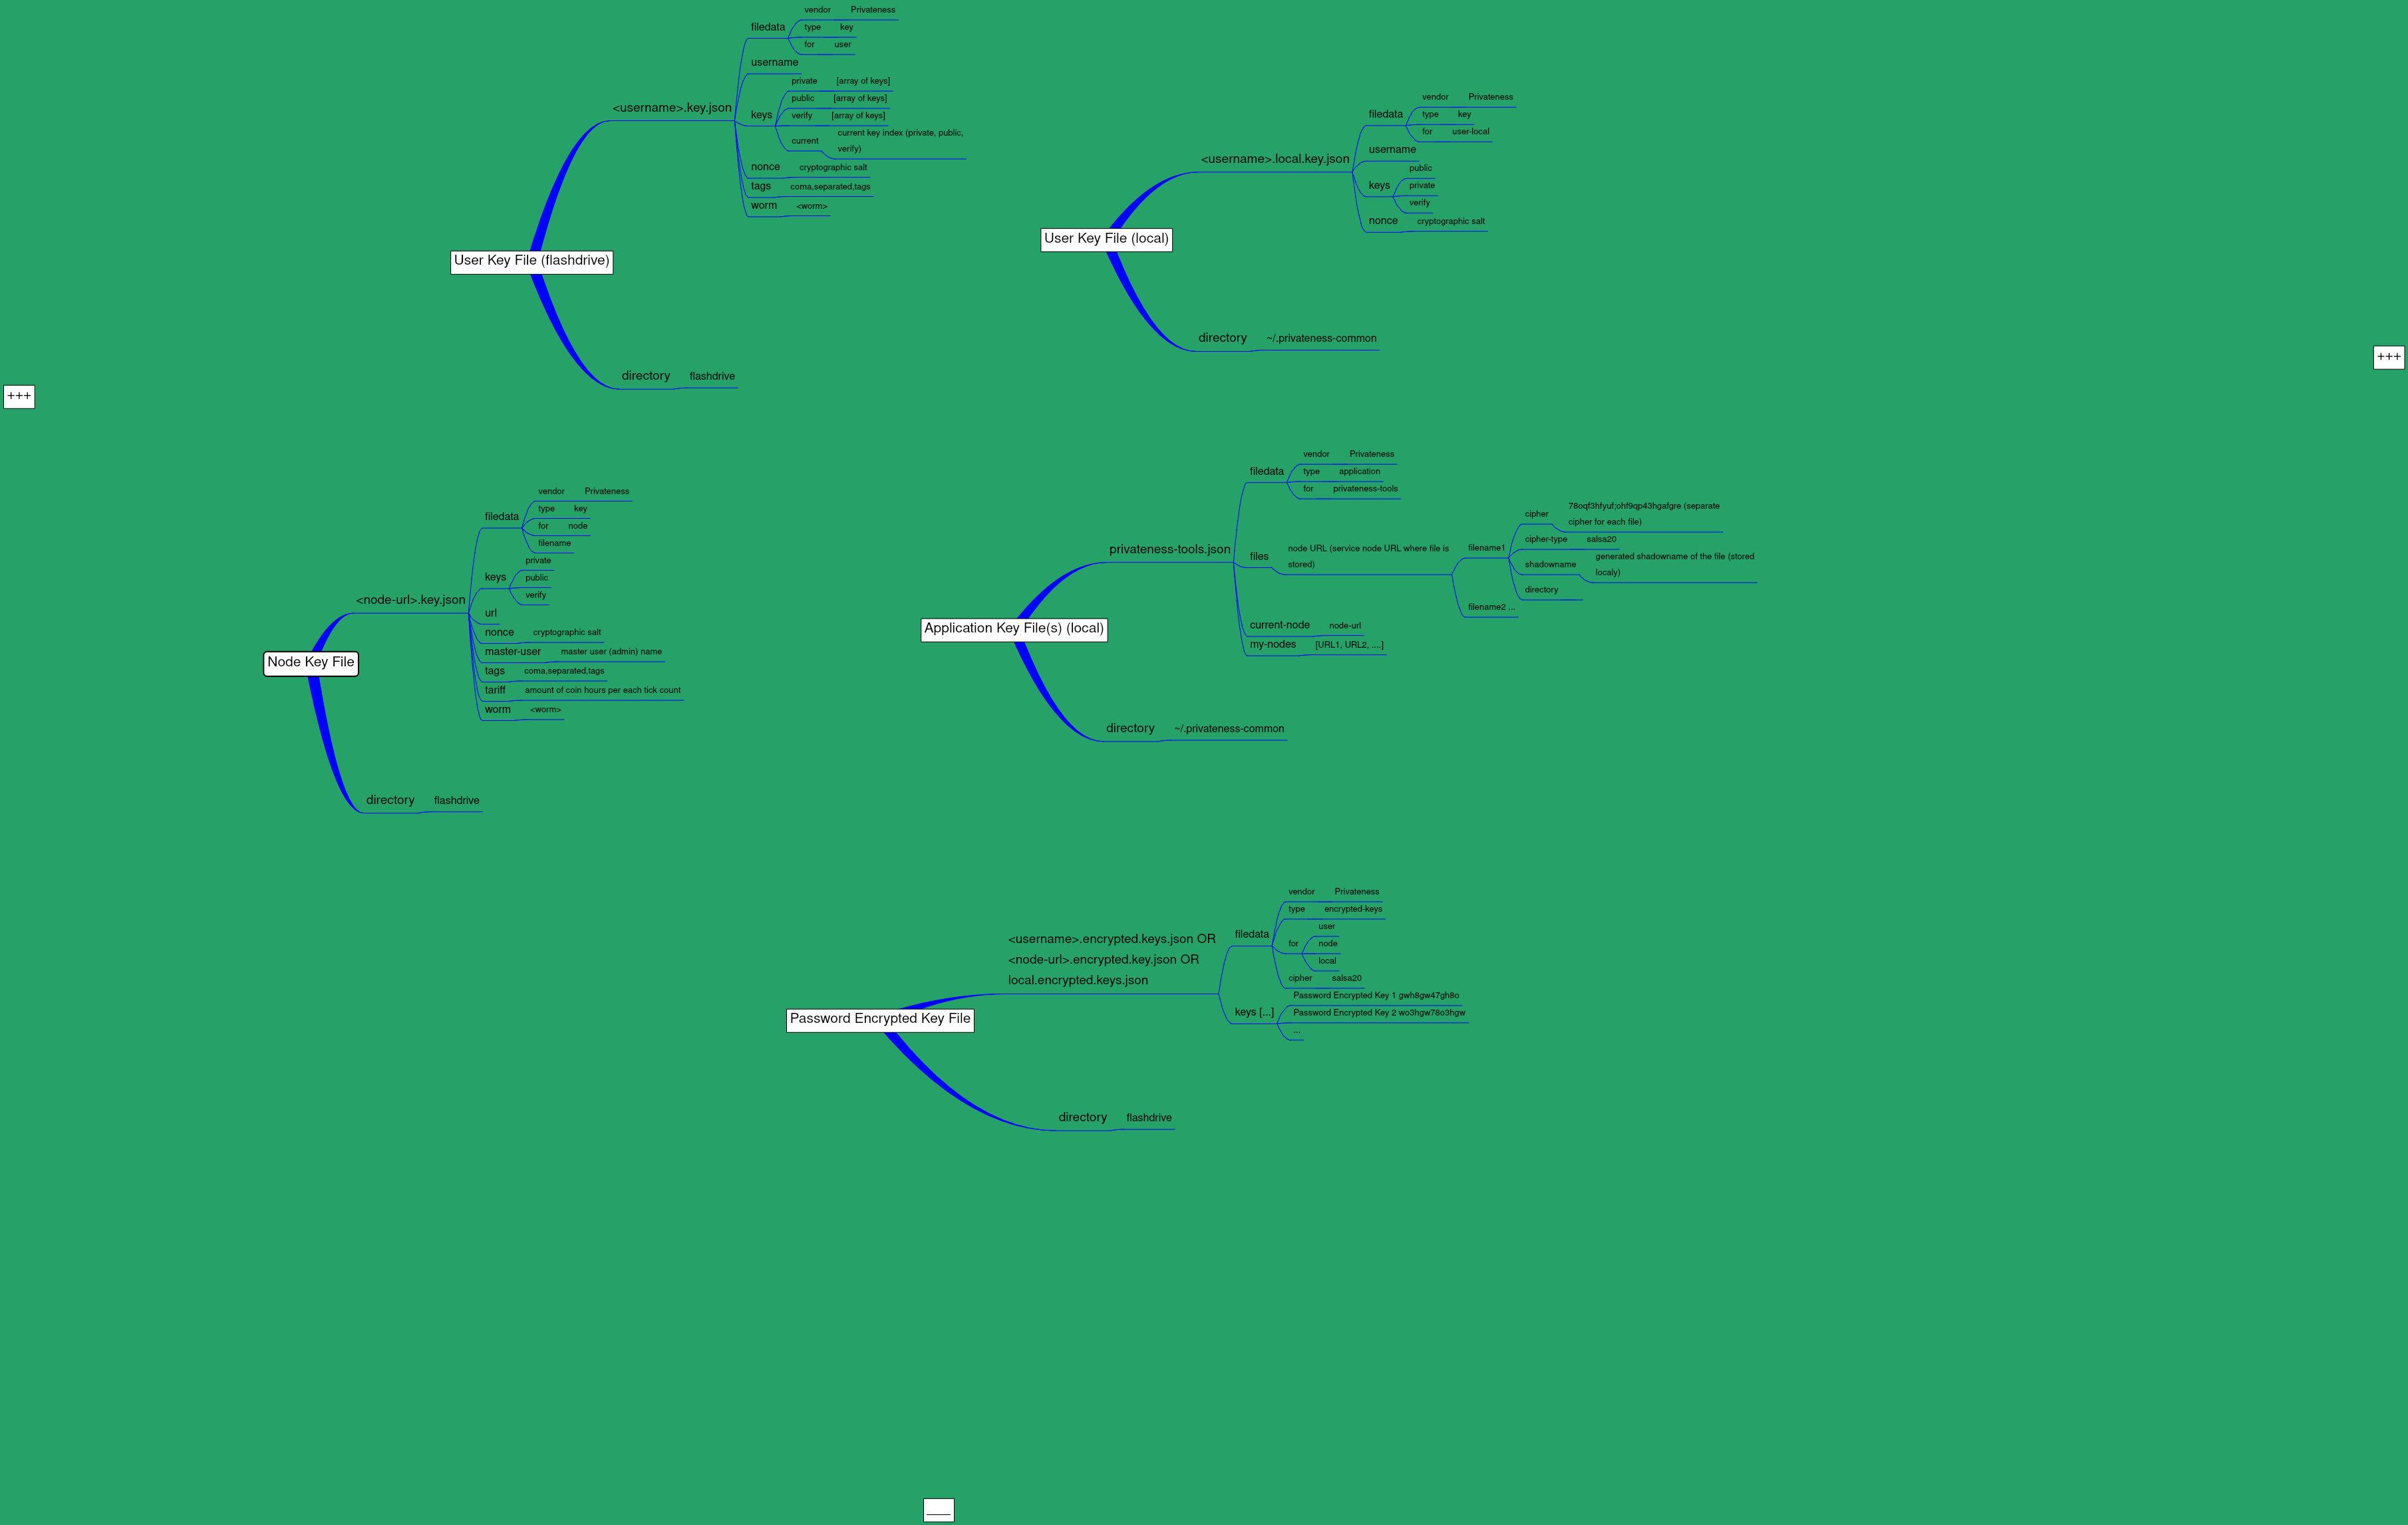 vendor Privateness
filedata type key
for user
username
private [array of keys]
public [array of keys]
<username>.key.json keys verify [array of keys]
current current key index (private, public,
verify)
nonce cryptographic salt
tags coma,separated,tags
worm <worm>
User Key File (flashdrive)
directory flashdrive
vendor Privateness
filedata type key
for user-local
username
<username>.local.key.json
public
keys private
verify
nonce cryptographic salt
User Key File (local)
directory ~/.privateness-common
+++
+++
vendor Privateness
type key
filedata
for node
filename
private
keys public
verify
<node-url>.key.json
url
nonce cryptographic salt
master-user master user (admin) name
tags coma,separated,tags
tariff amount of coin hours per each tick count
worm <worm>
Node Key File
directory flashdrive
vendor Privateness
filedata type application
for privateness-tools
privateness-tools.json
files node URL (service node URL where file is
stored)
filename1
cipher 78oqf3hfyuf;ohf9qp43hgafgre (separate
cipher for each file)
cipher-type salsa20
shadowname generated shadowname of the file (stored
localy)
directory
filename2 ...
current-node node-url
my-nodes [URL1, URL2, ....]
Application Key File(s) (local)
directory ~/.privateness-common
vendor Privateness
type encrypted-keys
filedata
user
for node
local
cipher salsa20
<username>.encrypted.keys.json OR
<node-url>.encrypted.key.json OR
local.encrypted.keys.json
Password Encrypted Key 1 gwh8gw47gh8o
keys [...] Password Encrypted Key 2 wo3hgw78o3hgw
...
Password Encrypted Key File
directory flashdrive
___